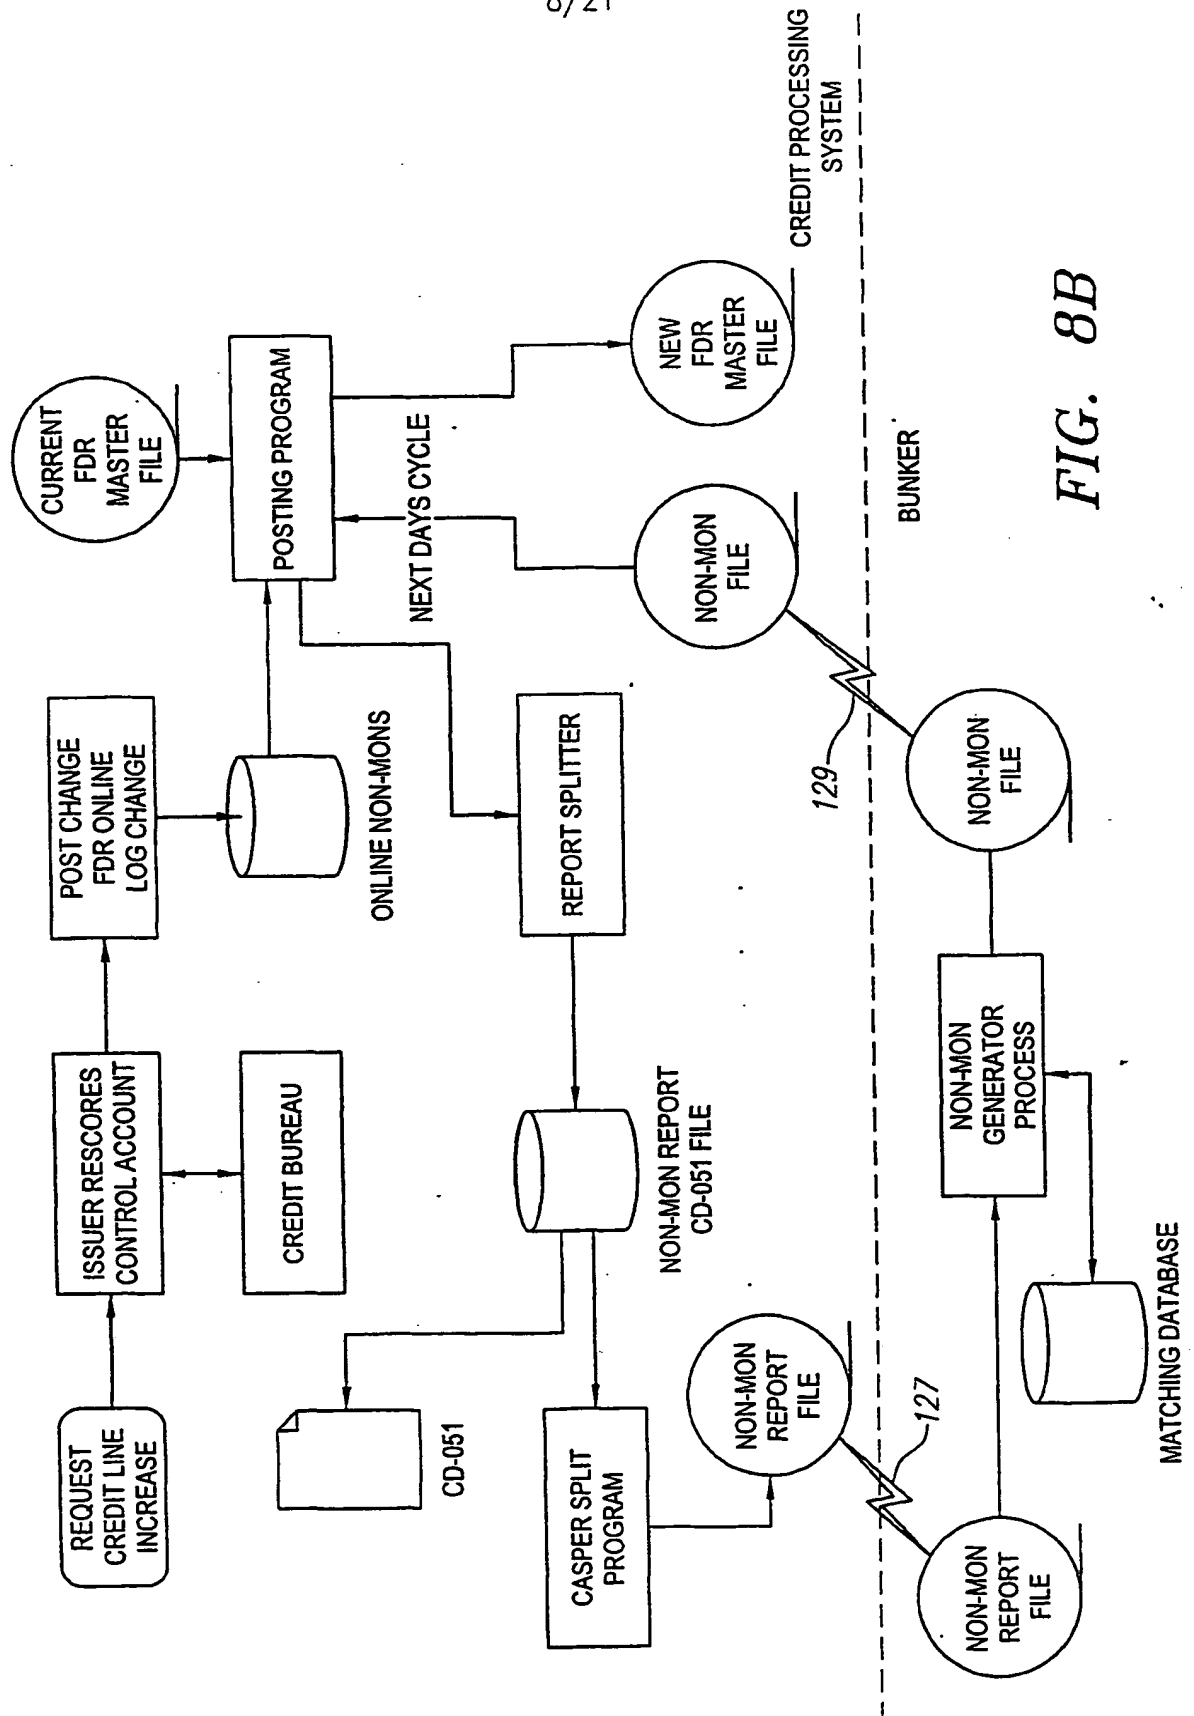 8/21
REQUEST
CREDIT LINE
INCREASE
ISSUER RESCORES
CONTROL ACCOUNT
POST CHANGE
FDR ONLINE
LOG CHANGE
CURRENT
FDR
MASTER
FILE
CREDIT BUREAU
ONLINE NON-MONS
POSTING PROGRAM
CD-051
NEXT DAYS CYCLE
CASPER SPLIT
PROGRAM
NON-MON REPORT
CD-051 FILE
REPORT SPLITTER
NON-MON
REPORT
FILE
NON-MON
FILE
NEW
FDR
MASTER
FILE
CREDIT PROCESSING
SYSTEM
127
129
BUNKER
NON-MON
REPORT
FILE
NON-MON
GENERATOR
PROCESS
NON-MON
FILE
MATCHING DATABASE
FIG. 8B